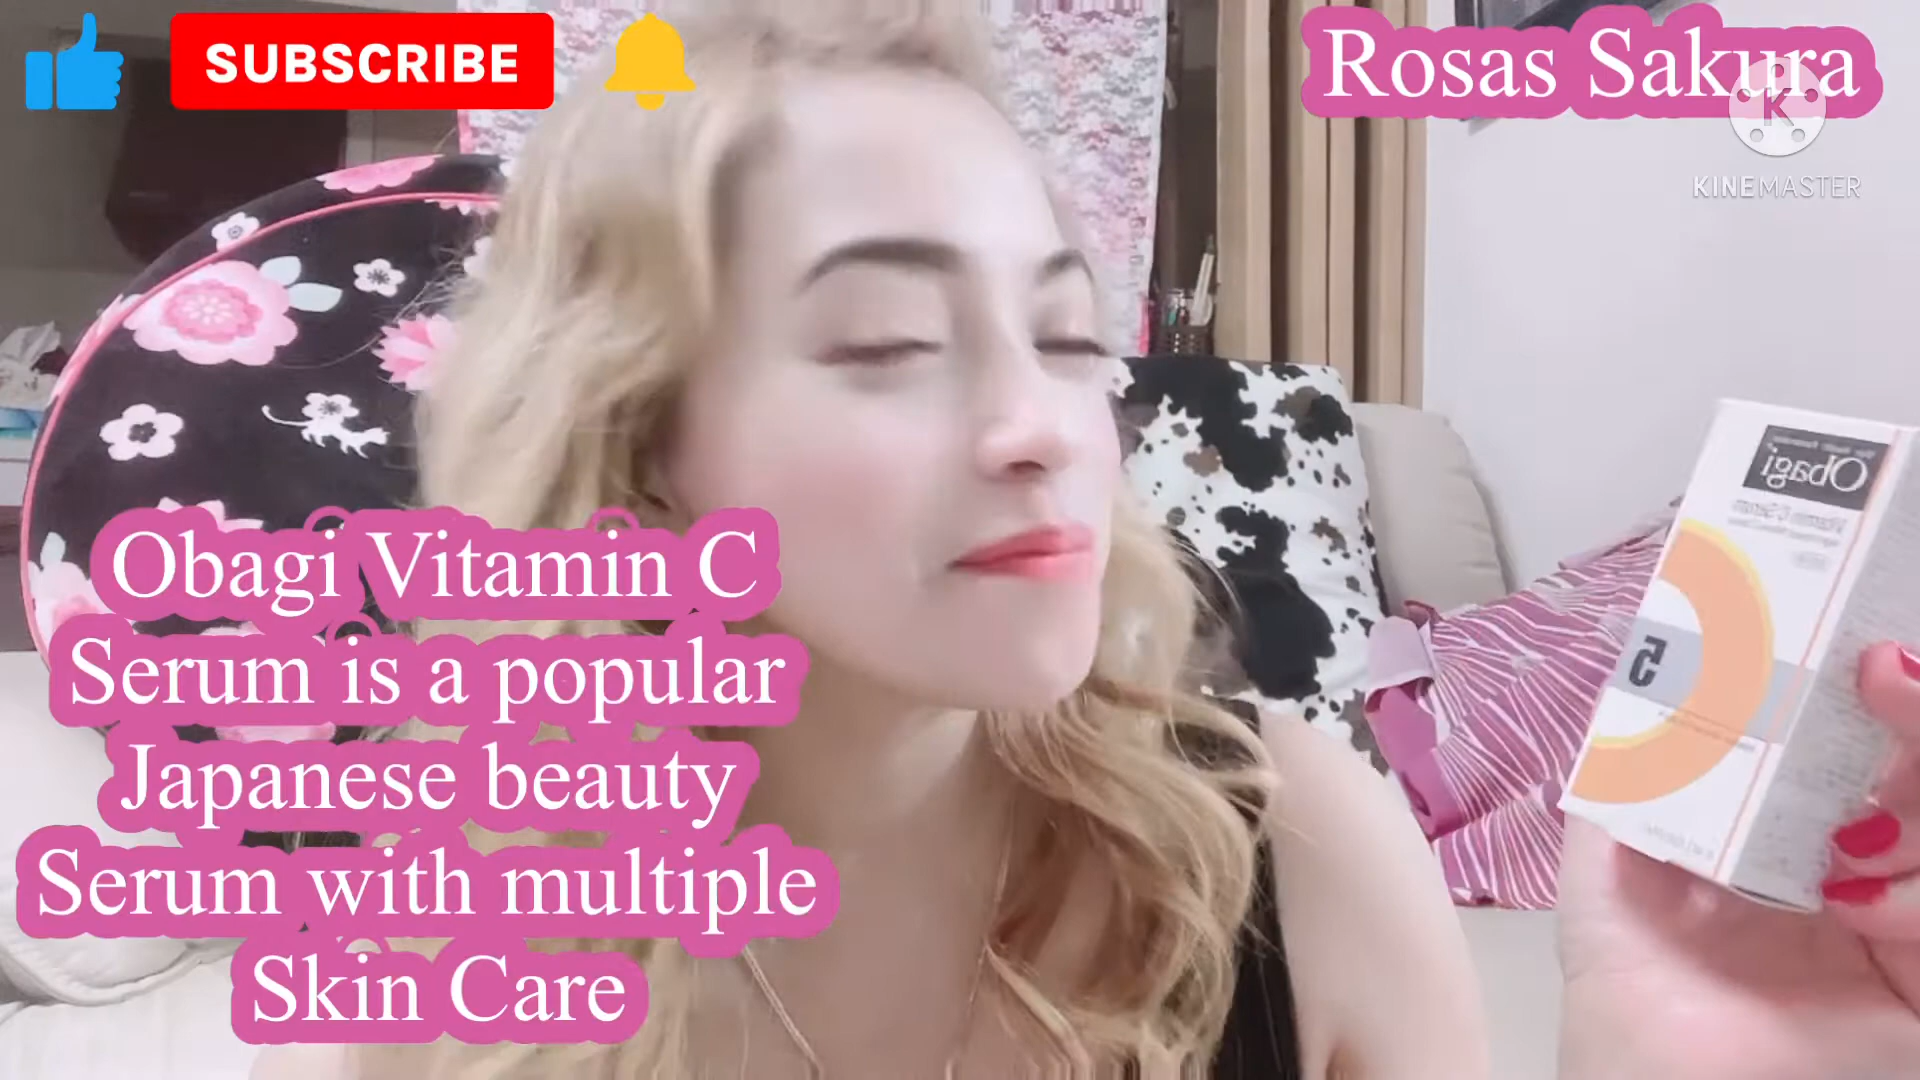 SUBSCRIBE
Rosas Sakura
KINEMASTER
Obagi
Vitamin C Serum
5
Obagi Vitamin C
Serum is a popular
Japanese beauty
Serum with multiple
Skin Care